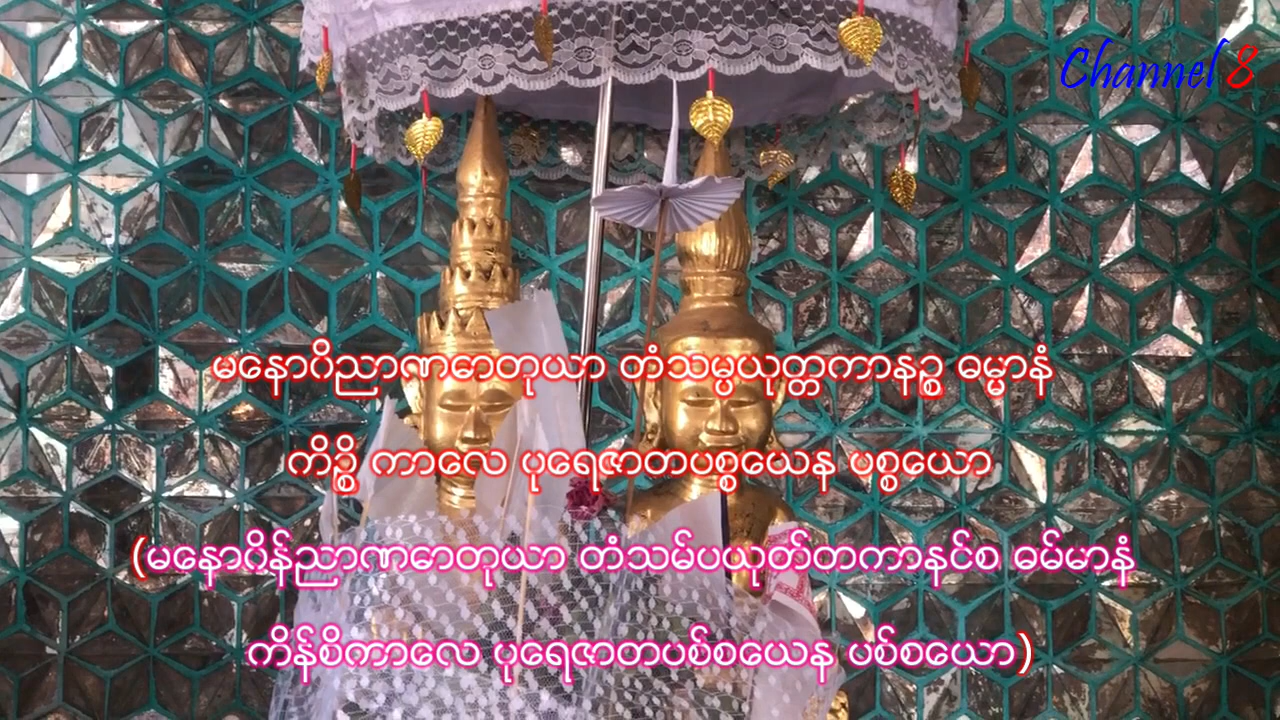 Channel 8
မနောဝိညာဏဓာတုယာ တံသမ္ပယုတ္တကာနဉ္စ ဓမ္မာနံ
ကိဉ္စိ ကာလေ ပုရေဇာတပစ္စယေန ပစ္စယော
(မနောဝိန်ညာဏဓာတုယာ တံသမ်ပယုတ်တကာနင်စ ဓမ်မာနံ
ကိန်စိကာလေ ပုရေဇာတပစ်စယေန ပစ်စယော)